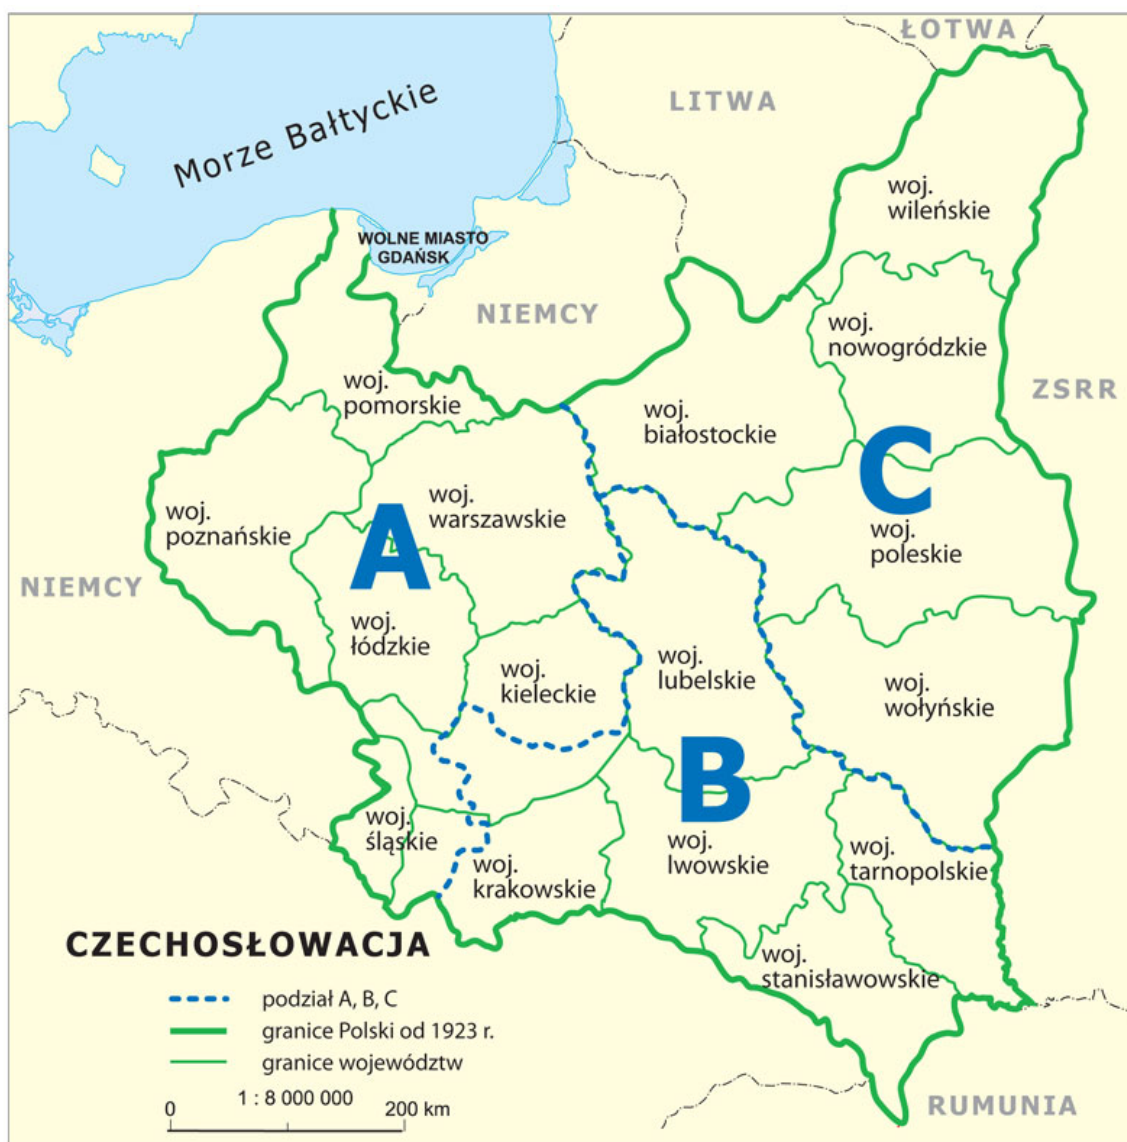 ŁOTWA
LITWA
Morze Bałtyckie
woj.
wileńskie
WOLNE MIASTO
GDAŃSK
NIEMCY
woj.
nowogródzkie
ZSRR
woj.
pomorskie
woj.
białostockie
C
woj.
poznańskie
A
woj.
warszawskie
woj.
poleskie
NIEMCY
woj.
łódzkie
woj.
kieleckie
woj.
lubelskie
woj.
wołyńskie
B
woj.
śląskie
woj.
krakowskie
woj.
lwowskie
woj.
tarnopolskie
CZECHOSŁOWACJA
woj.
stanisławowskie
podział A, B, C
granice Polski od 1923 r.
granice województw
1 : 8 000 000
0 200 km
RUMUNIA